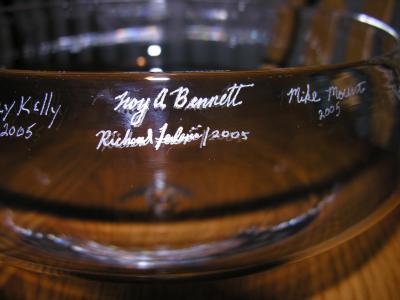 y Kelly
2005
Troy A Bennett
Richard 2005
Mike Mount
2005